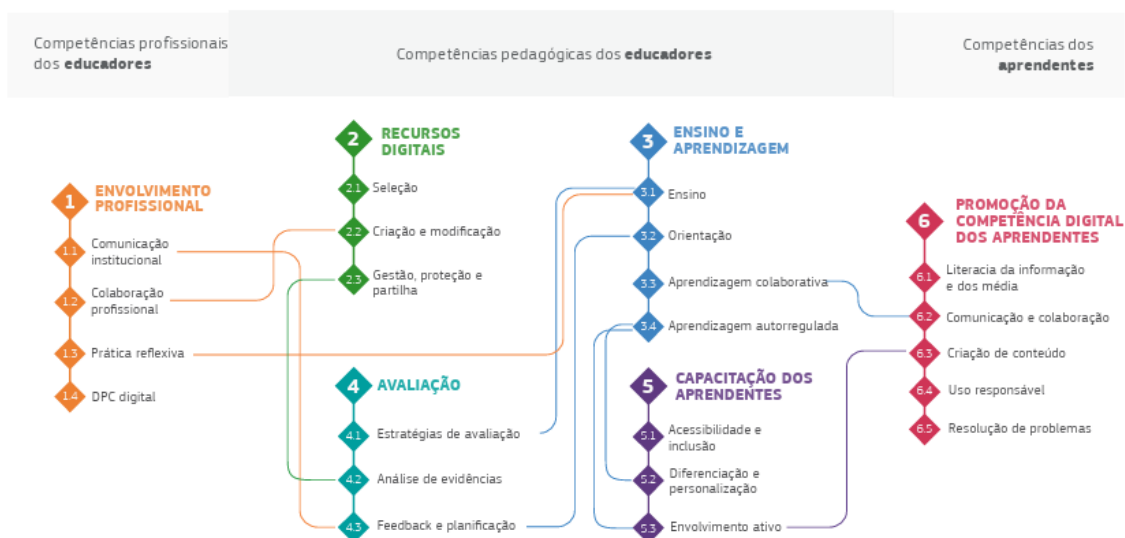 Competências profissionais
dos educadores
Competências pedagógicas dos educadores
Competências dos
aprendentes
1
ENVOLVIMENTO
PROFISSIONAL
1.1
Comunicação
institucional
1.2
Colaboração
profissional
1.3
Prática reflexiva
1.4
DPC digital
2
RECURSOS
DIGITAIS
2.1
Seleção
2.2
Criação e modificação
2.3
Gestão, proteção e
partilha
4
AVALIAÇÃO
4.1
Estratégias de avaliação
4.2
Análise de evidências
4.3
Feedback e planificação
3
ENSINO E
APRENDIZAGEM
3.1
Ensino
3.2
Orientação
3.3
Aprendizagem colaborativa
3.4
Aprendizagem autorregulada
5
CAPACITAÇÃO DOS
APRENDENTES
5.1
Acessibilidade e
inclusão
5.2
Diferenciação e
personalização
5.3
Envolvimento ativo
6
PROMOÇÃO DA
COMPETÊNCIA DIGITAL
DOS APRENDENTES
6.1
Literacia da informação
e dos média
6.2
Comunicação e colaboração
6.3
Criação de conteúdo
6.4
Uso responsável
6.5
Resolução de problemas